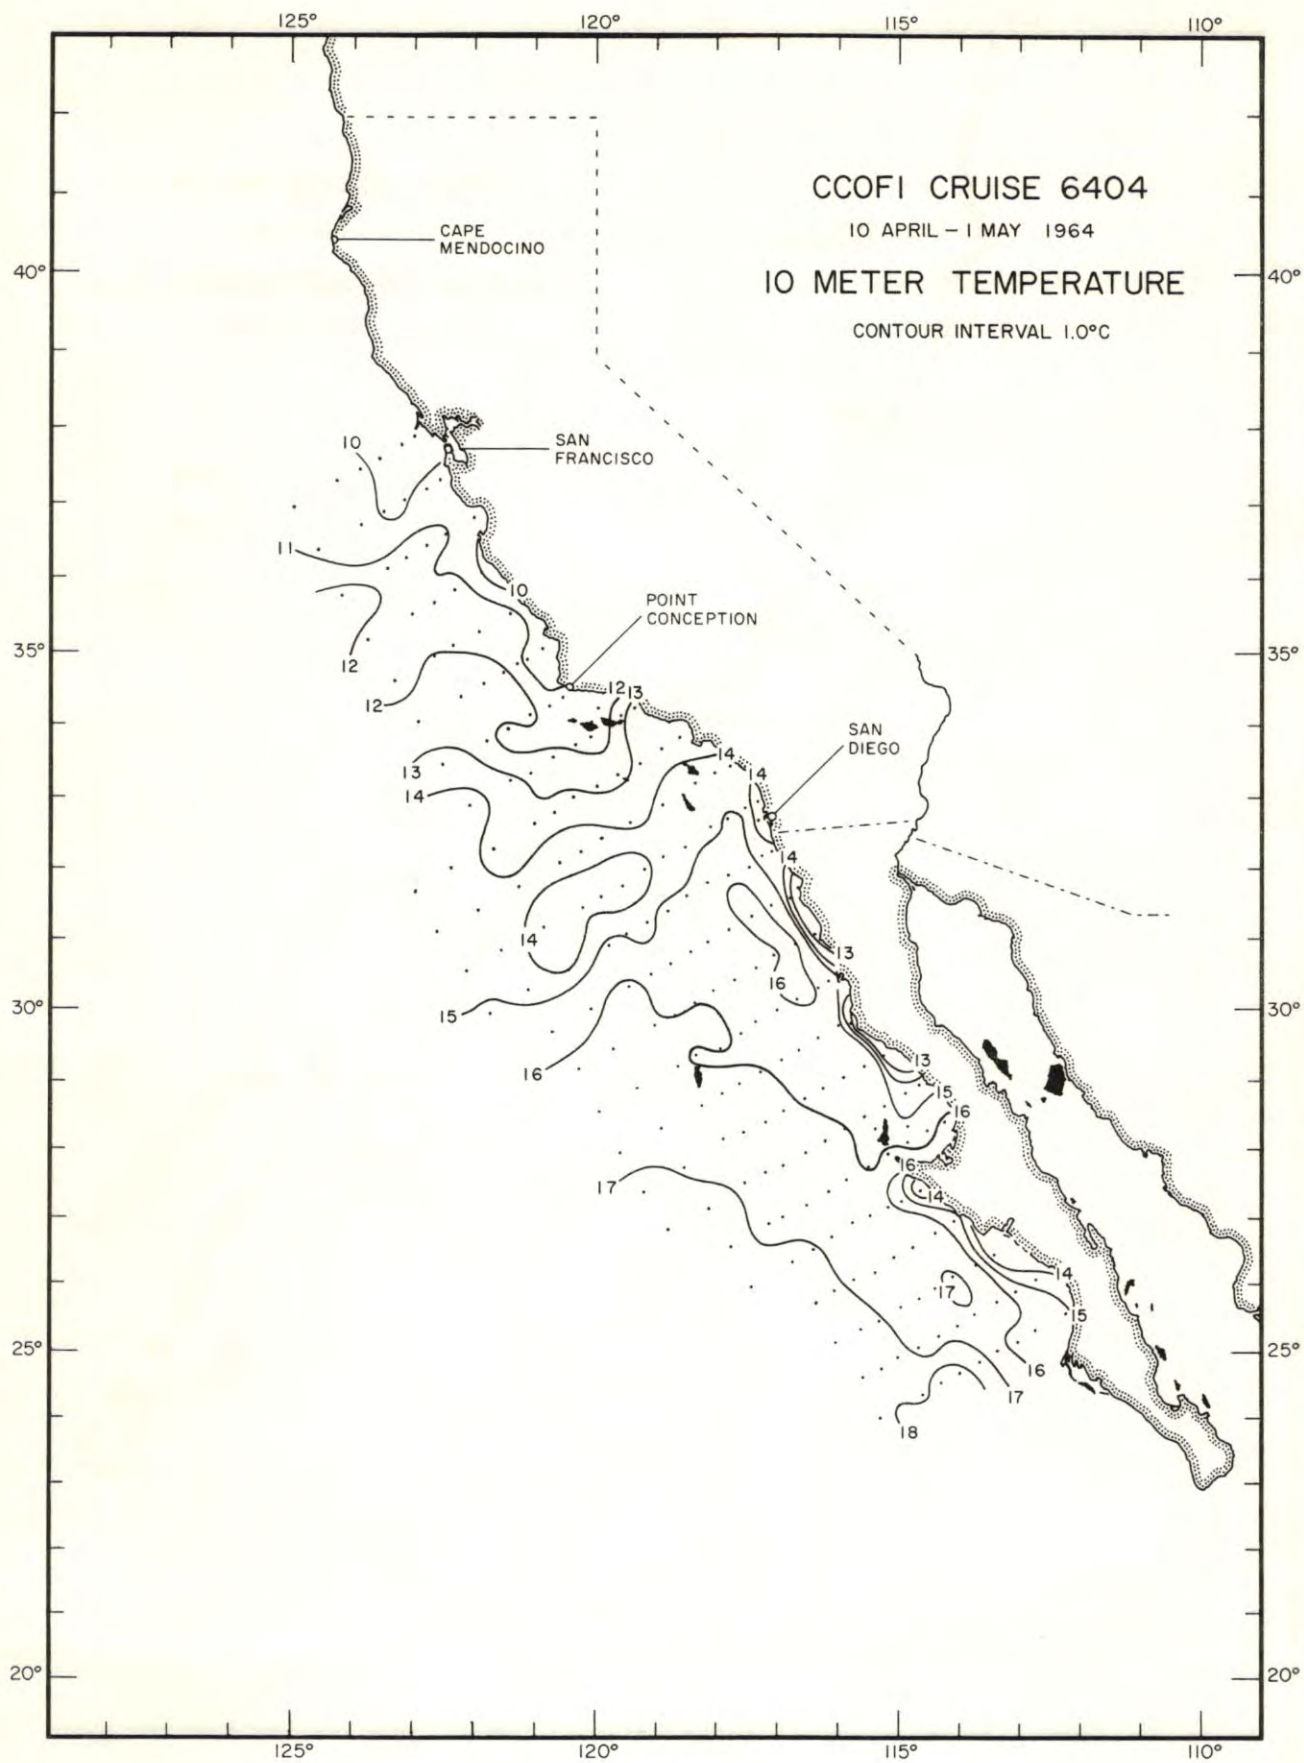 125° 120° 115° 110°
CCOFI CRUISE 6404
10 APRIL – 1 MAY 1964
10 METER TEMPERATURE
CONTOUR INTERVAL 1.0°C
CAPE
MENDOCINO
40° 40°
SAN
FRANCISCO
10
11
10
POINT
CONCEPTION
35° 35°
12
12
12 13
SAN
DIEGO
13
14
14
14
14
14
13
16
15
30° 30°
16
13
15
16
16
17
14
14
17
15
25° 25°
16
17
18
20° 20°
125° 120° 115° 110°